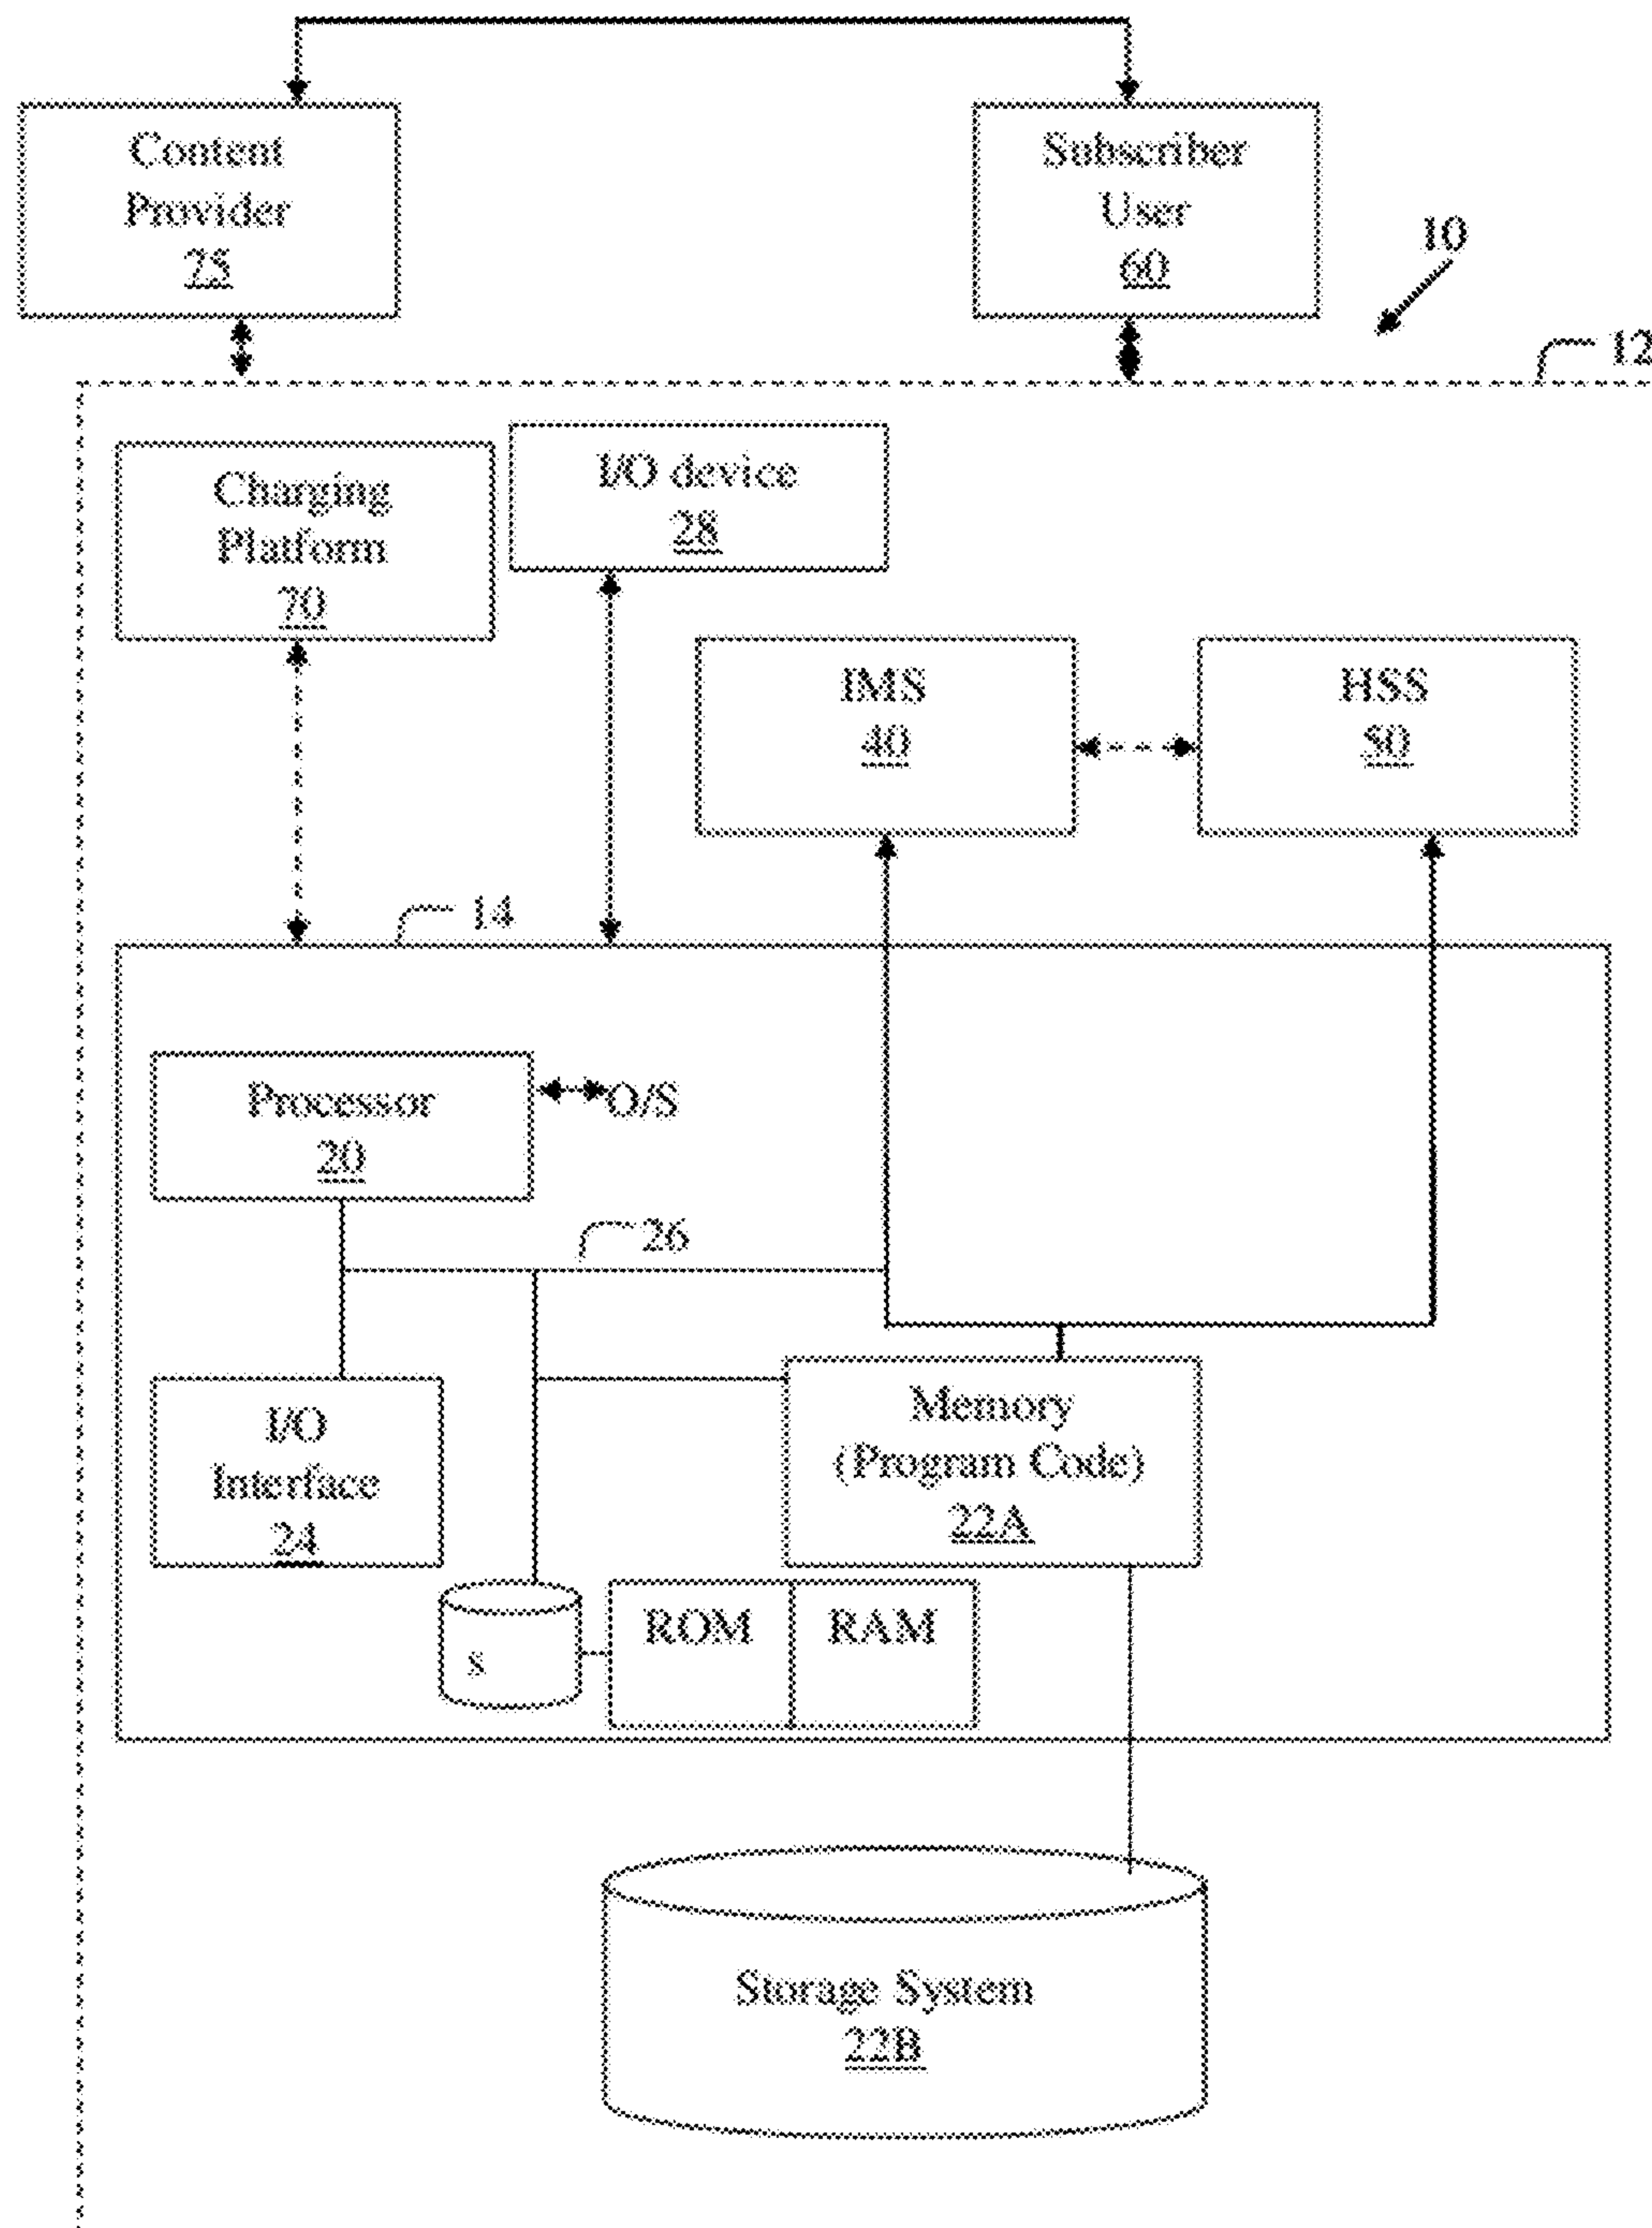 Content
Provider
75
Subscriber
User
60
10
12
Charging
Platform
70
I/O device
28
IMS
40
HSS
50
14
Processor
20
O/S
26
I/O
Interface
24
Memory
(Program Code)
22A
S
ROM
RAM
Storage System
22B